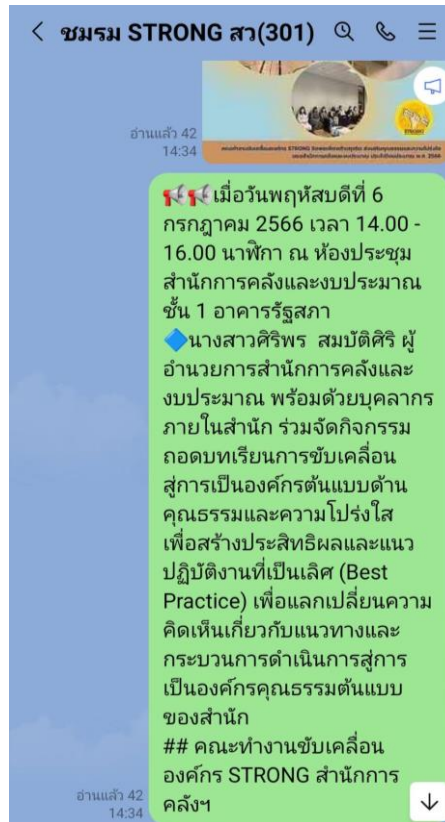 ชมรม STRONG สว(301)
STRONG
อ่านแล้ว 42
14:34
📢📢เมื่อวันพฤหัสบดีที่ 6
กรกฎาคม 2566 เวลา 14.00 -
16.00 นาฬิกา ณ ห้องประชุม
สำนักการคลังและงบประมาณ
ชั้น 1 อาคารรัฐสภา
🔷นางสาวศิริพร สมบัติศิริ ผู้
อำนวยการสำนักการคลังและ
งบประมาณ พร้อมด้วยบุคลากร
ภายในสำนัก ร่วมจัดกิจกรรม
ถอดบทเรียนการขับเคลื่อน
สู่การเป็นองค์กรต้นแบบด้าน
คุณธรรมและความโปร่งใส
เพื่อสร้างประสิทธิผลและแนว
ปฏิบัติงานที่เป็นเลิศ (Best
Practice) เพื่อแลกเปลี่ยนความ
คิดเห็นเกี่ยวกับแนวทางและ
กระบวนการดำเนินการสู่การ
เป็นองค์กรคุณธรรมต้นแบบ
ของสำนัก
## คณะทำงานขับเคลื่อน
องค์กร STRONG สำนักการ
คลังฯ
อ่านแล้ว 42
14:34